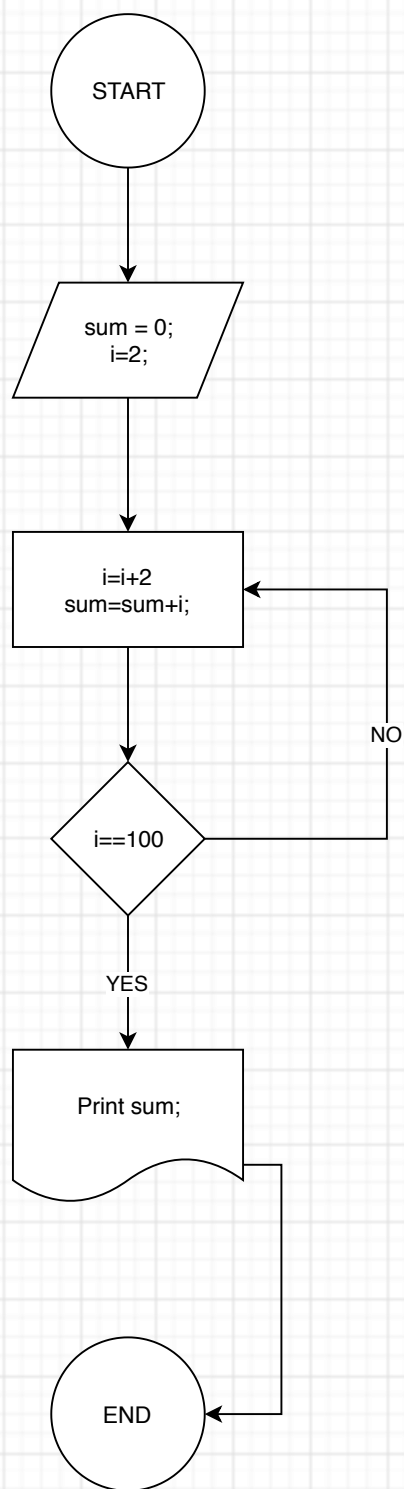 START
sum = 0;
i=2;
i=i+2
sum=sum+i;
NO
i==100
YES
Print sum;
END